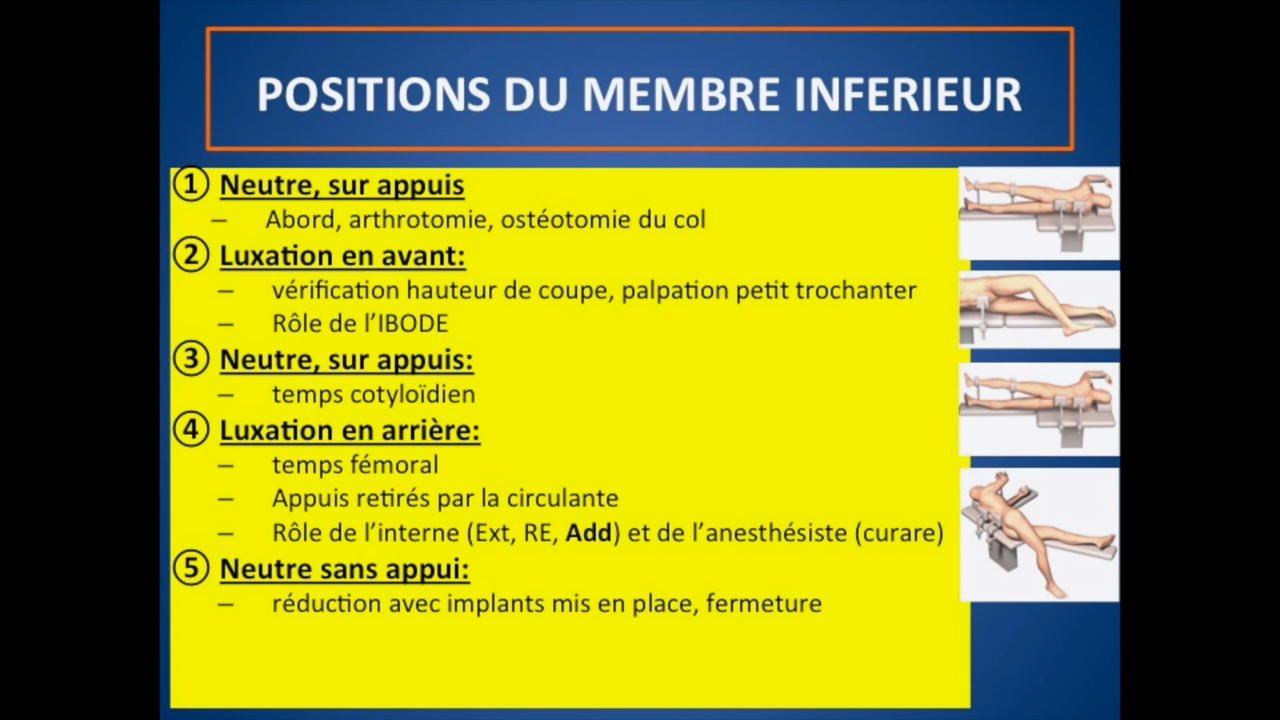 POSITIONS DU MEMBRE INFERIEUR
① Neutre, sur appuis
– Abord, arthrotomie, ostéotomie du col
② Luxation en avant:
– vérification hauteur de coupe, palpation petit trochanter
– Rôle de l’IBODE
③ Neutre, sur appuis:
– temps cotyloïdien
④ Luxation en arrière:
– temps fémoral
– Appuis retirés par la circulante
– Rôle de l’interne (Ext, RE, Add) et de l’anesthésiste (curare)
⑤ Neutre sans appui:
– réduction avec implants mis en place, fermeture